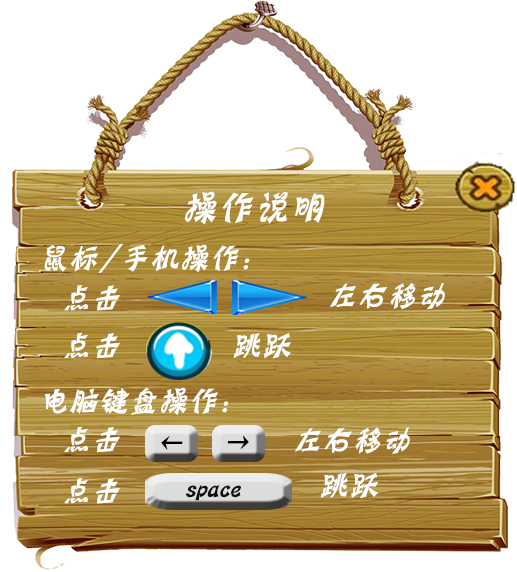 操作说明
鼠标/手机操作：
点击 左右移动
点击 跳跃
电脑键盘操作：
点击 ← → 左右移动
点击 space 跳跃